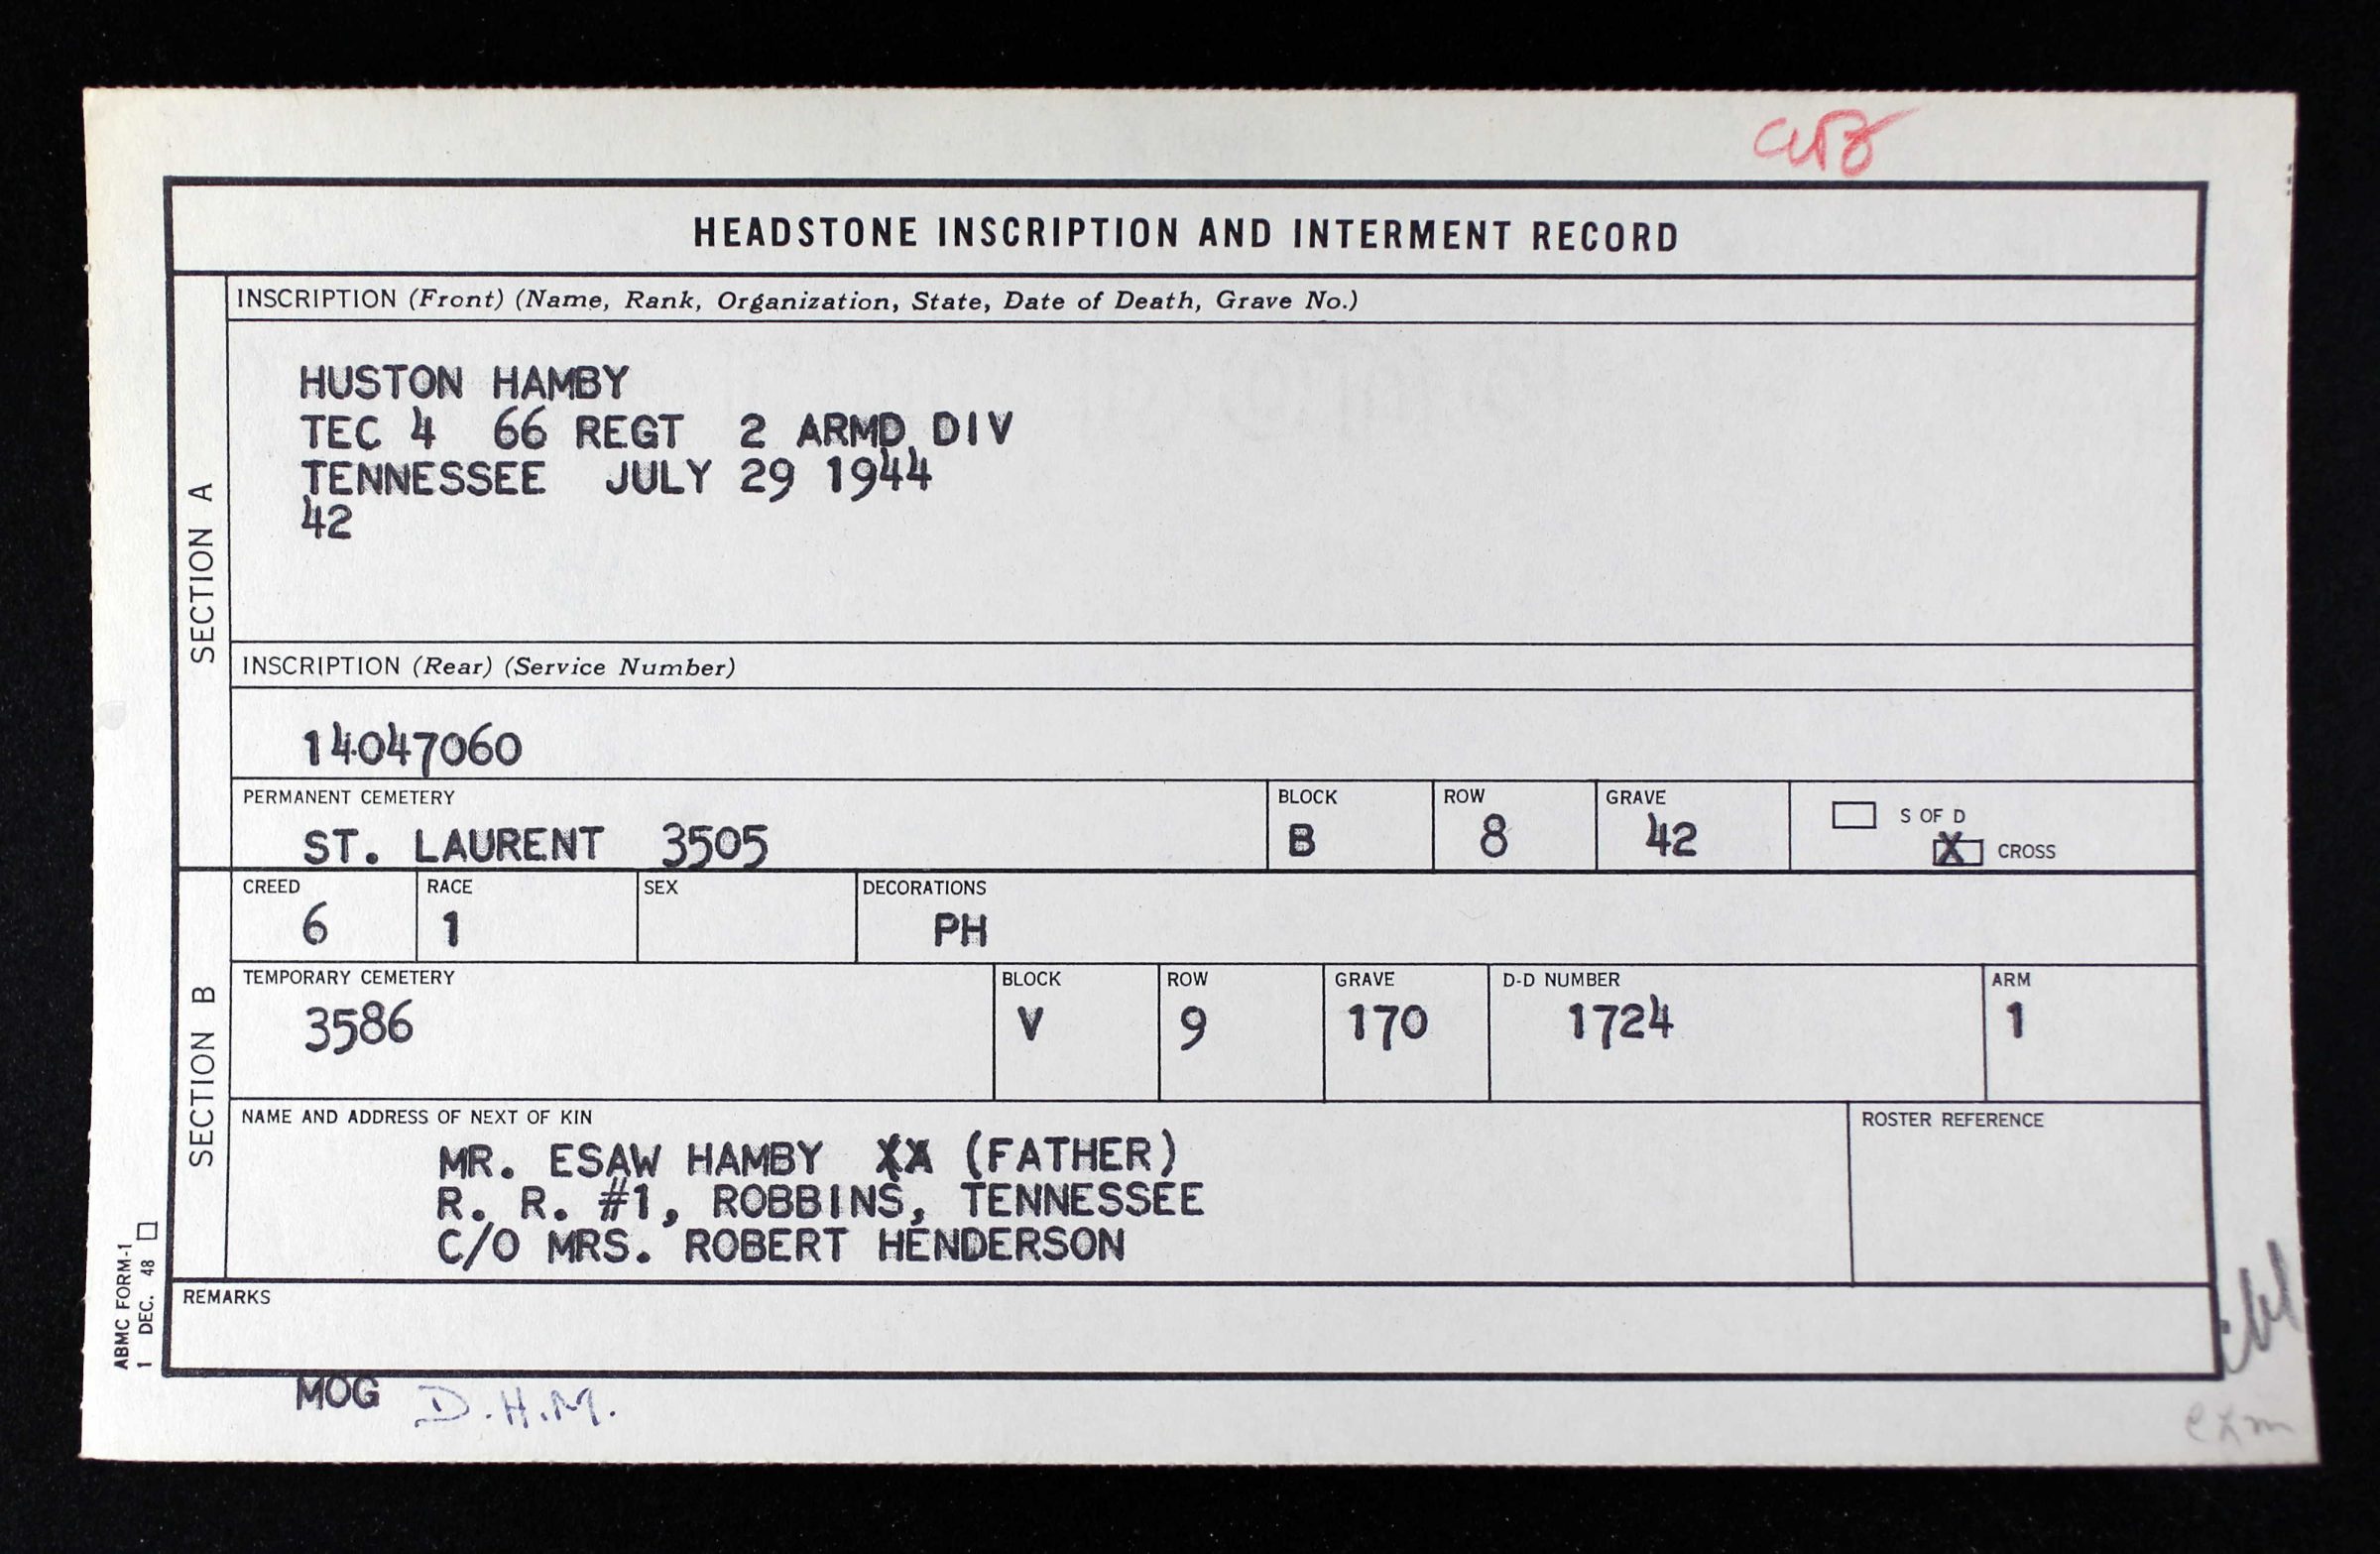 HEADSTONE INSCRIPTION AND INTERMENT RECORD
SECTION A
INSCRIPTION (Front) (Name, Rank, Organization, State, Date of Death, Grave No.)
HUSTON HAMBY
TEC 4 66 REGT 2 ARMD DIV
TENNESSEE JULY 29 1944
42
INSCRIPTION (Rear) (Service Number)
14047060
PERMANENT CEMETERY BLOCK ROW GRAVE
ST. LAURENT 3505 B 8 42
S OF D
X CROSS
SECTION B
CREED RACE SEX DECORATIONS
6 1 PH
TEMPORARY CEMETERY BLOCK ROW GRAVE D-D NUMBER ARM
3586 V 9 170 1724 1
NAME AND ADDRESS OF NEXT OF KIN ROSTER REFERENCE
MR. ESAW HAMBY XX (FATHER)
R. R. #1, ROBBINS, TENNESSEE
C/O MRS. ROBERT HENDERSON
REMARKS
ABMC FORM-1
1 DEC. 48
MOG D.H.M.